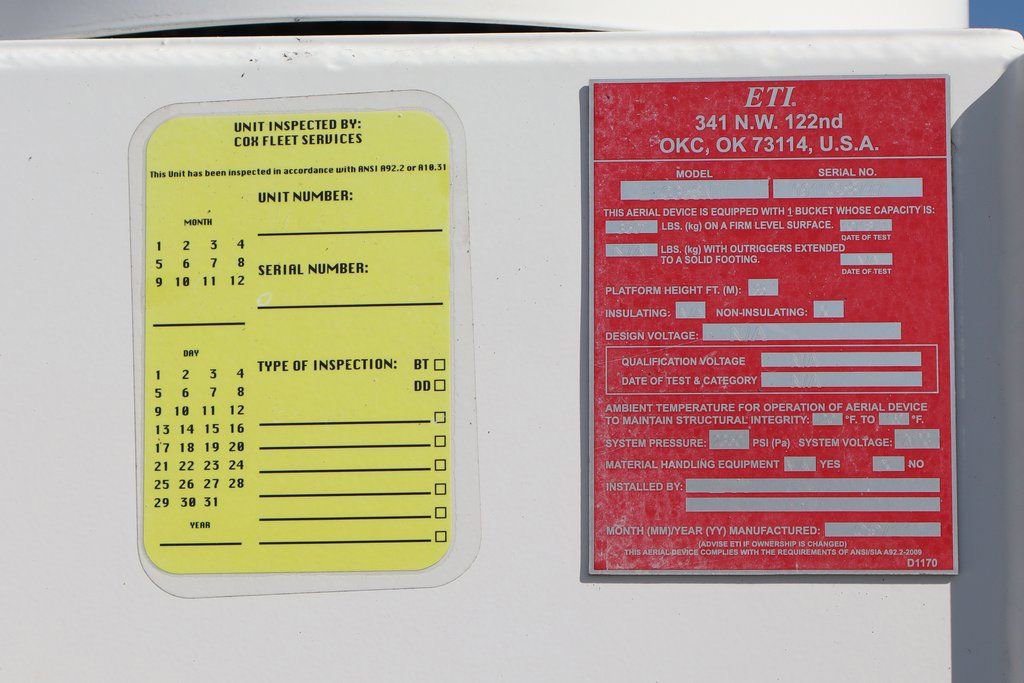 UNIT INSPECTED BY:
COX FLEET SERVICES
This Unit has been inspected in accordance with ANSI A92.2 or A10.31
UNIT NUMBER:
MONTH
1 2 3 4
5 6 7 8
9 10 11 12
SERIAL NUMBER:
DAY
1 2 3 4
5 6 7 8
9 10 11 12
13 14 15 16
17 18 19 20
21 22 23 24
25 26 27 28
29 30 31
YEAR
TYPE OF INSPECTION: BT
DD
ETI.
341 N.W. 122nd
OKC, OK 73114, U.S.A.
MODEL SERIAL NO.
THIS AERIAL DEVICE IS EQUIPPED WITH 1 BUCKET WHOSE CAPACITY IS:
LBS. (kg) ON A FIRM LEVEL SURFACE.
DATE OF TEST
LBS. (kg) WITH OUTRIGGERS EXTENDED
TO A SOLID FOOTING.
DATE OF TEST
PLATFORM HEIGHT FT. (M):
INSULATING: NON-INSULATING:
DESIGN VOLTAGE: N/A
QUALIFICATION VOLTAGE N/A
DATE OF TEST & CATEGORY N/A
AMBIENT TEMPERATURE FOR OPERATION OF AERIAL DEVICE
TO MAINTAIN STRUCTURAL INTEGRITY: °F. TO °F.
SYSTEM PRESSURE: PSI (Pa) SYSTEM VOLTAGE:
MATERIAL HANDLING EQUIPMENT YES NO
INSTALLED BY:
MONTH (MM)/YEAR (YY) MANUFACTURED:
(ADVISE ETI IF OWNERSHIP IS CHANGED)
THIS AERIAL DEVICE COMPLIES WITH THE REQUIREMENTS OF ANSI/SIA A92.2-2009
D1170